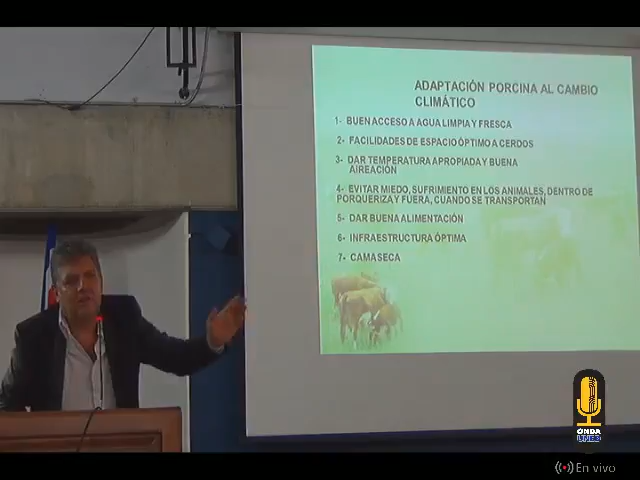 ADAPTACIÓN PORCINA AL CAMBIO
CLIMÁTICO
1- BUEN ACCESO A AGUA LIMPIA Y FRESCA
2- FACILIDADES DE ESPACIO ÓPTIMO A CERDOS
3- DAR TEMPERATURA APROPIADA Y BUENA
AIREACIÓN
4- EVITAR MIEDO, SUFRIMIENTO EN LOS ANIMALES, DENTRO DE
PORQUERIZA Y FUERA, CUANDO SE TRANSPORTAN
5- DAR BUENA ALIMENTACIÓN
6- INFRAESTRUCTURA ÓPTIMA
7- CAMA SECA
ONDA
UNED
En vivo